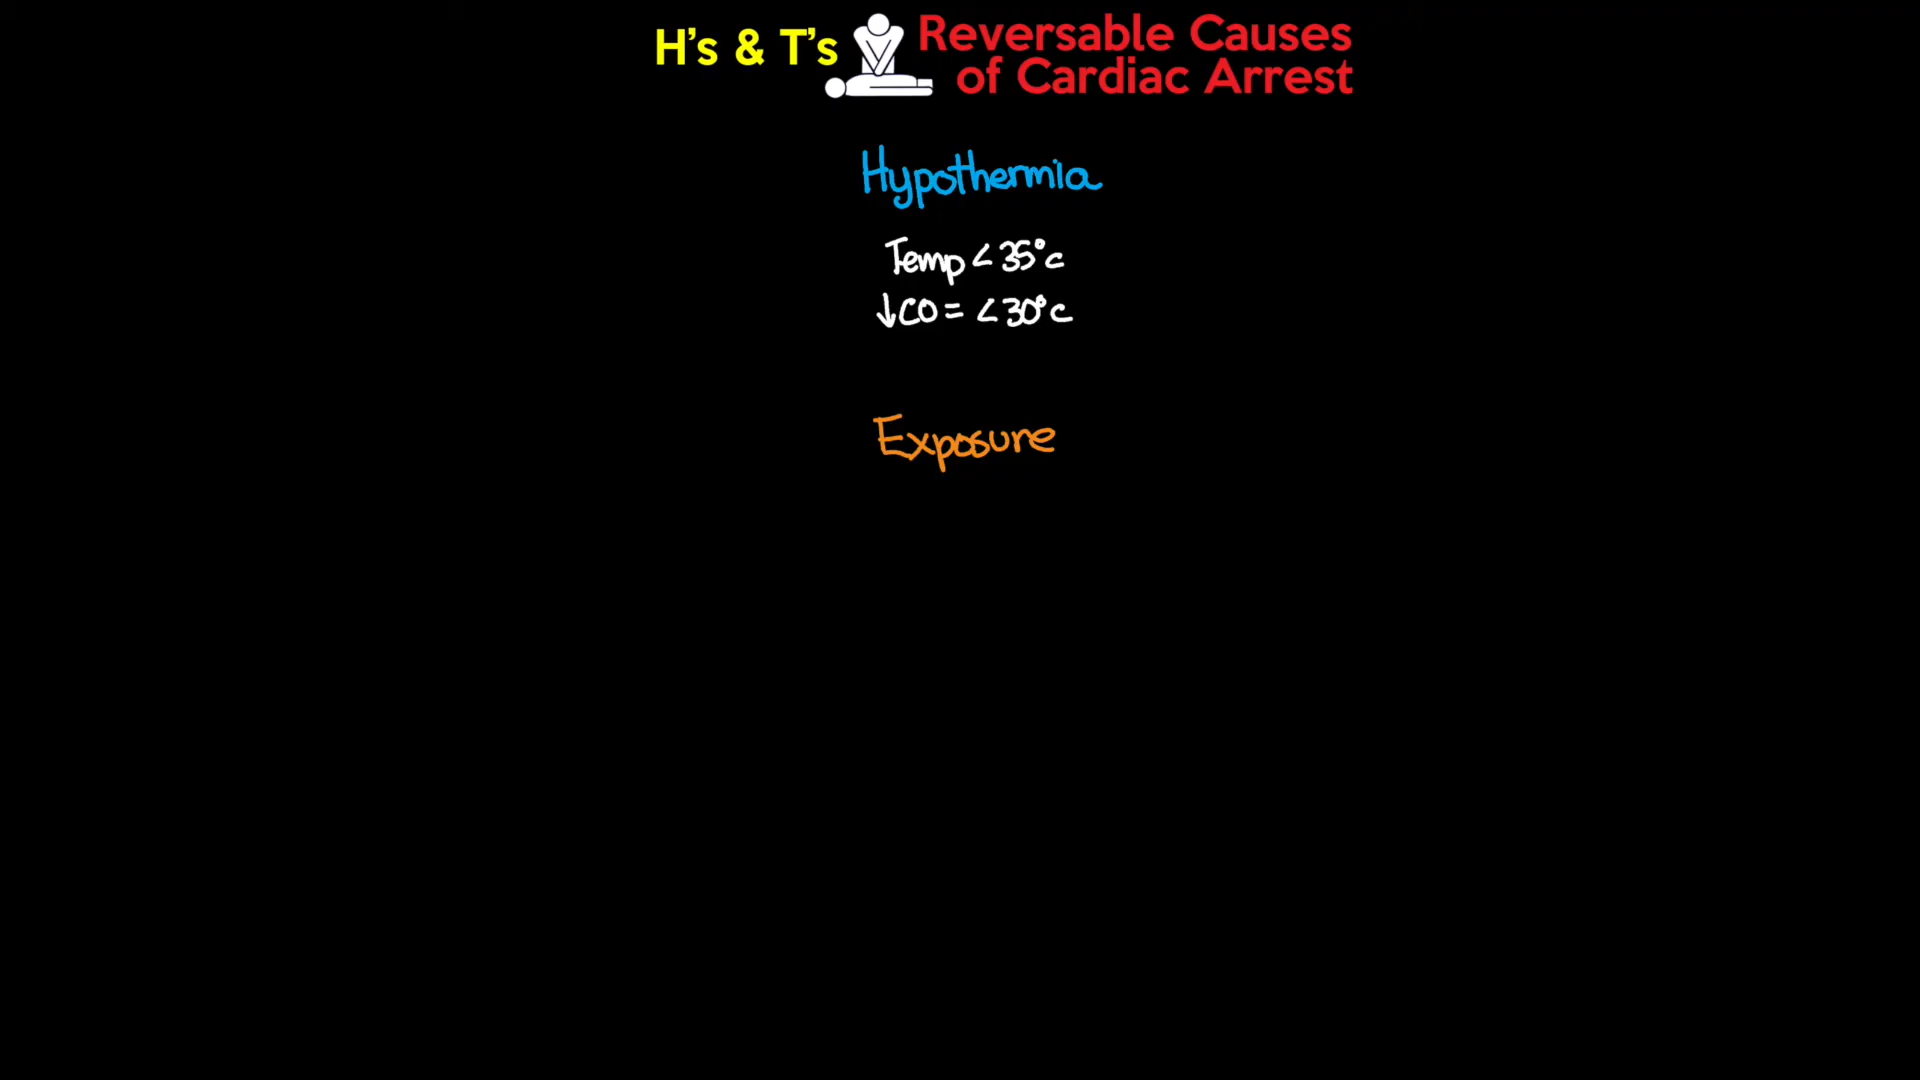 H's & T's
Reversable Causes
of Cardiac Arrest
Hypothermia
Temp < 35°c
↓CO = < 30°c
Exposure